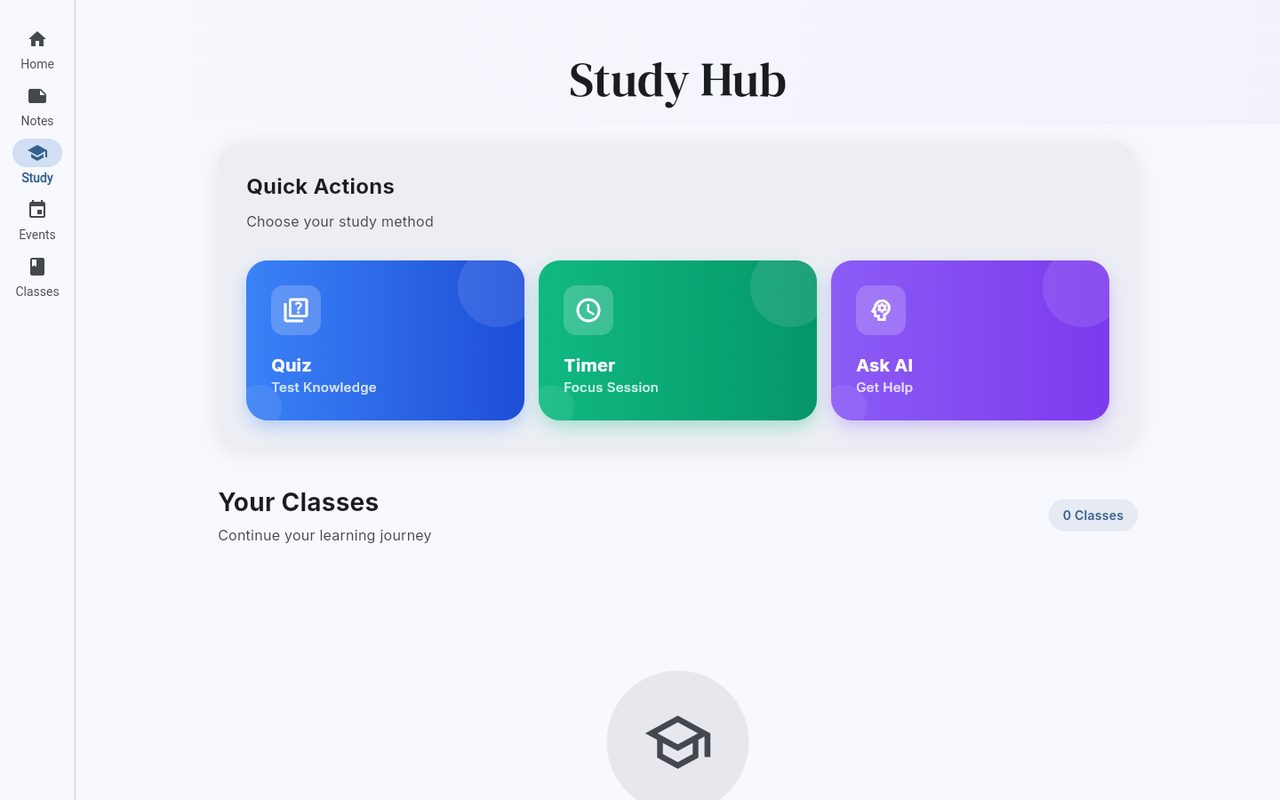 Home
Notes
Study
Events
Classes
Study Hub
Quick Actions
Choose your study method
Quiz
Test Knowledge
Timer
Focus Session
Ask AI
Get Help
Your Classes
Continue your learning journey
0 Classes